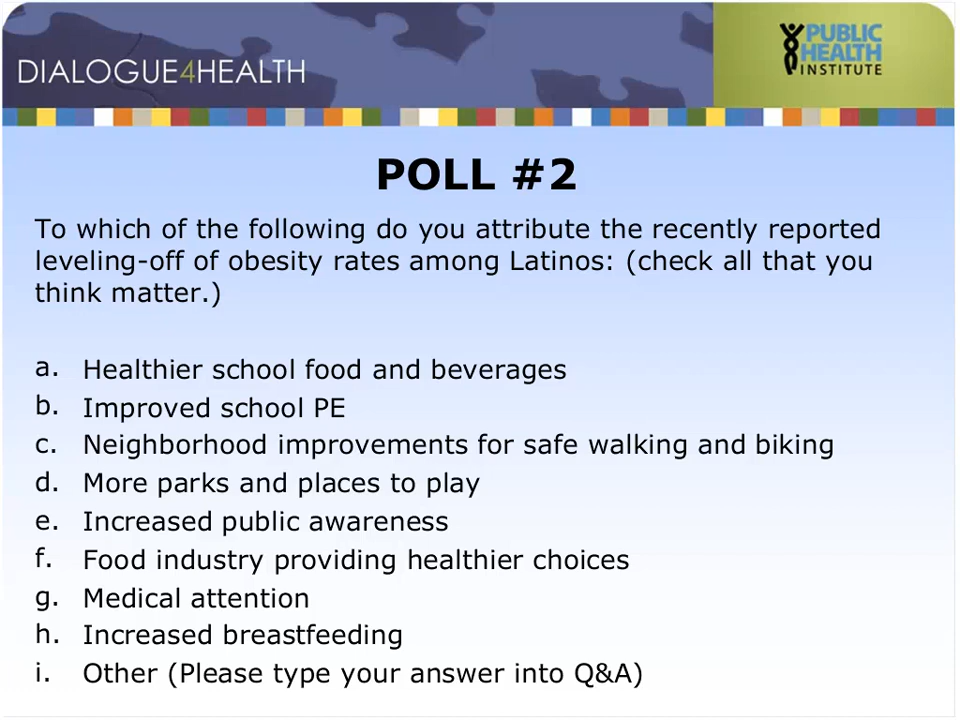 DIALOGUE4HEALTH
PUBLIC
HEALTH
INSTITUTE
POLL #2
To which of the following do you attribute the recently reported
leveling-off of obesity rates among Latinos: (check all that you
think matter.)
a. Healthier school food and beverages
b. Improved school PE
c. Neighborhood improvements for safe walking and biking
d. More parks and places to play
e. Increased public awareness
f. Food industry providing healthier choices
g. Medical attention
h. Increased breastfeeding
i. Other (Please type your answer into Q&A)